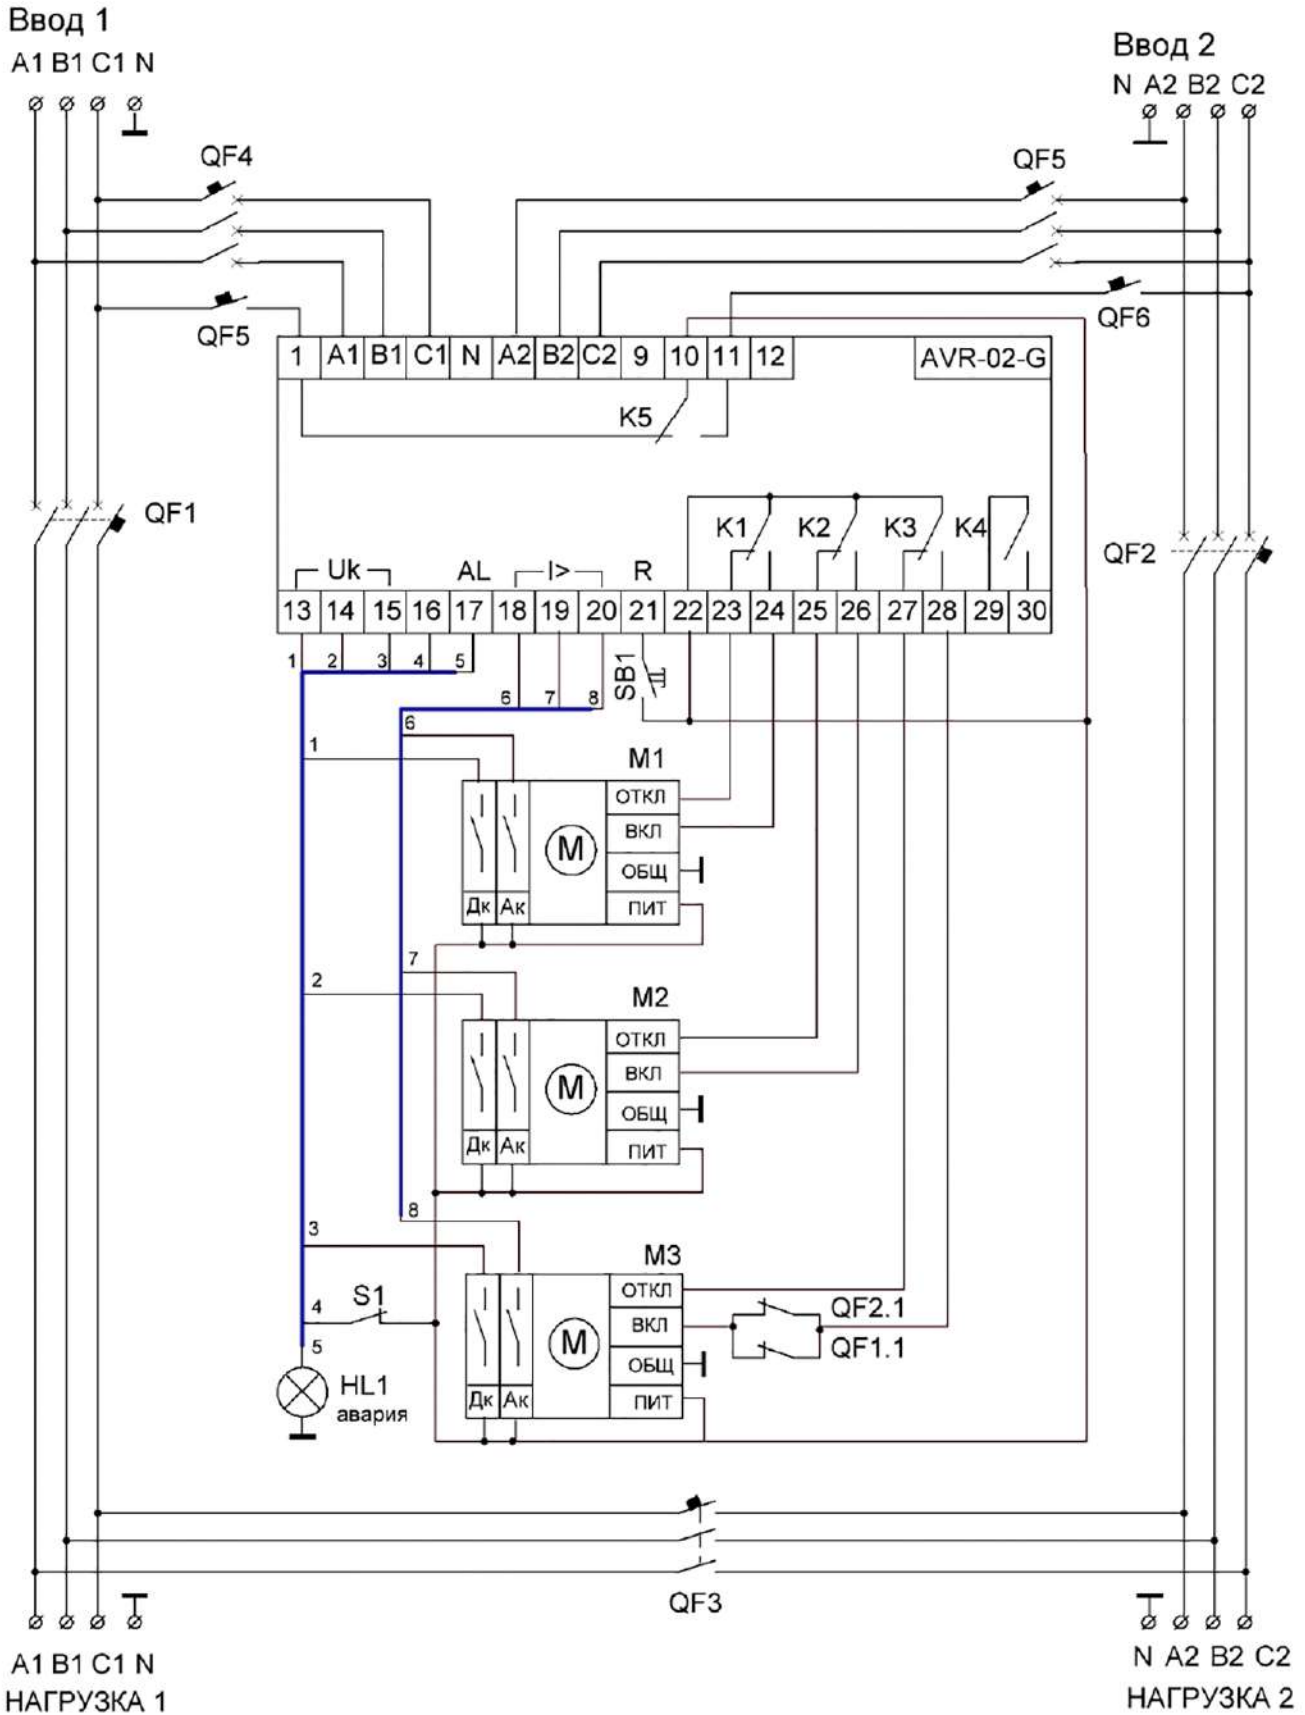 Ввод 1
A1 B1 C1 N
Ввод 2
N A2 B2 C2
QF4
QF5
QF5
QF6
1 A1 B1 C1 N A2 B2 C2 9 10 11 12
AVR-02-G
K5
QF1
K1 K2 K3 K4
QF2
Uk AL I> R
13 14 15 16 17 18 19 20 21 22 23 24 25 26 27 28 29 30
1 2 3 4 5
SB1
6 7 8
6
1
M1
ОТКЛ
ВКЛ
M
ОБЩ
Дк Ак ПИТ
7
2
M2
ОТКЛ
ВКЛ
M
ОБЩ
Дк Ак ПИТ
8
3
M3
ОТКЛ
S1
4
QF2.1
ВКЛ
M
5
QF1.1
ОБЩ
HL1
авария
Дк Ак ПИТ
QF3
A1 B1 C1 N
НАГРУЗКА 1
N A2 B2 C2
НАГРУЗКА 2